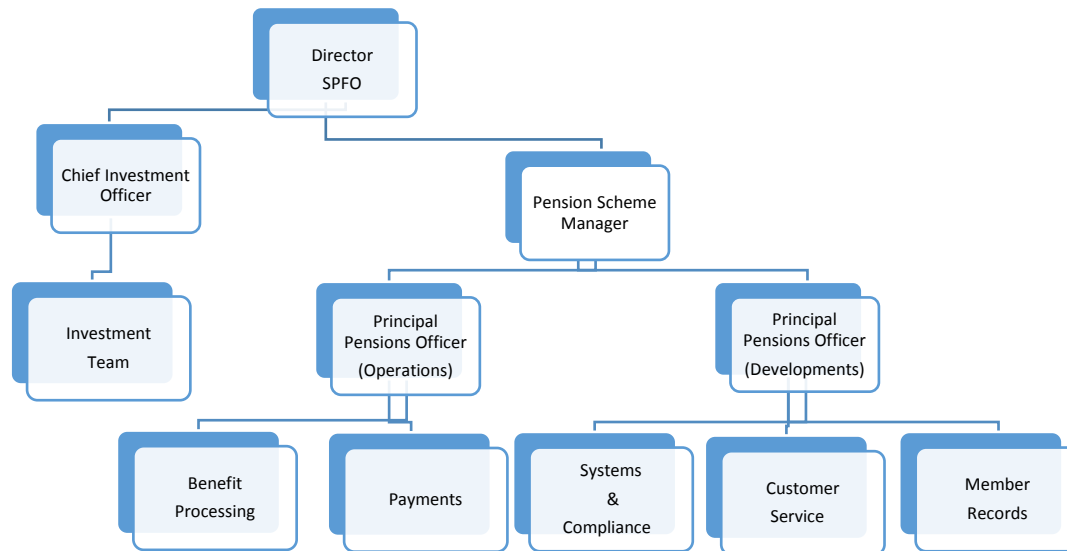 Director
SPFO
Chief Investment
Officer
Pension Scheme
Manager
Investment
Team
Principal
Pensions Officer
(Operations)
Principal
Pensions Officer
(Developments)
Benefit
Processing
Payments
Systems
&
Compliance
Customer
Service
Member
Records